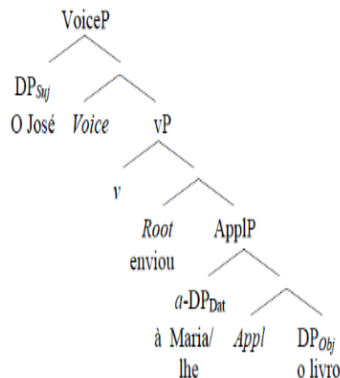 VoiceP
DPSuj
O José Voice vP
v
Root ApplP
enviou
a-DPDat
à Maria/ Appl DPObj
lhe o livro